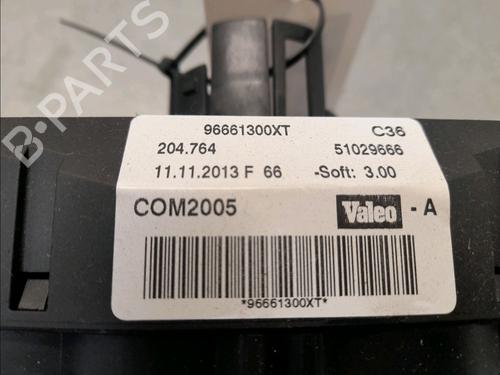 B-PARTS
96661300XT C36
204.764 51029666
11.11.2013 F 66 -Soft: 3.00
COM2005 Valeo - A
*96661300XT*